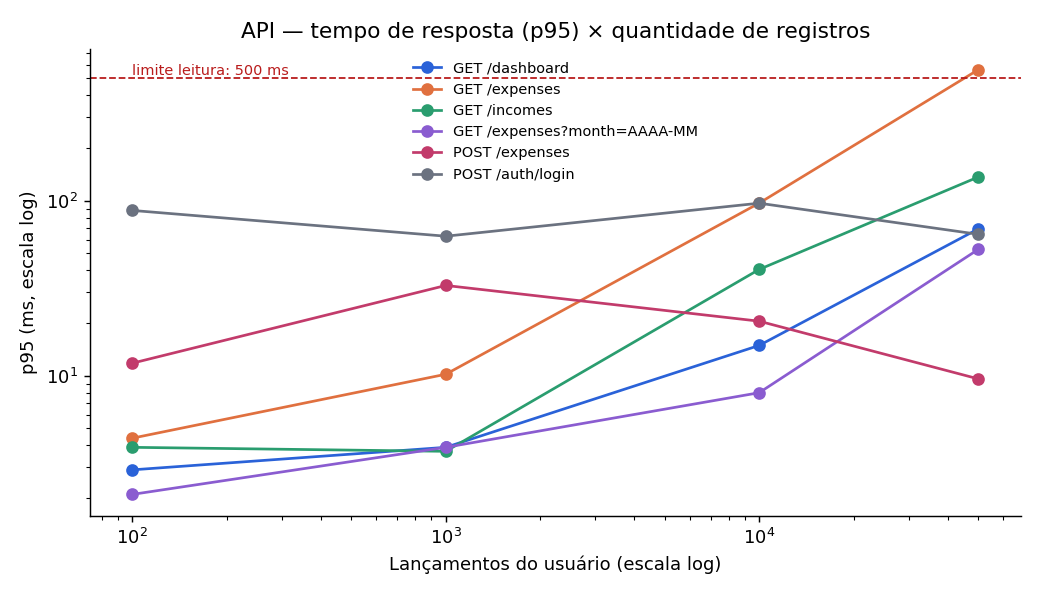 API — tempo de resposta (p95) × quantidade de registros
limite leitura: 500 ms
GET /dashboard
GET /expenses
GET /incomes
GET /expenses?month=AAAA-MM
POST /expenses
POST /auth/login
p95 (ms, escala log)
10²
10¹
10² 10³ 10⁴
Lançamentos do usuário (escala log)